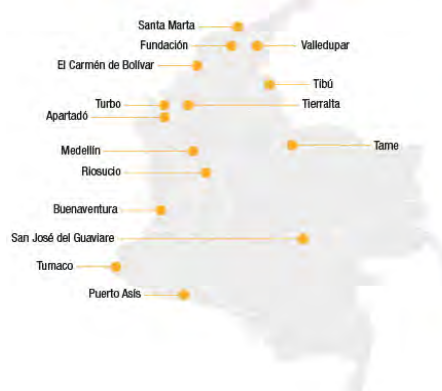 Santa Marta
Fundación
Valledupar
El Carmén de Bolívar
Tibú
Turbo
Tierralta
Apartadó
Medellín
Tame
Riosucio
Buenaventura
San José del Guaviare
Tumaco
Puerto Asís